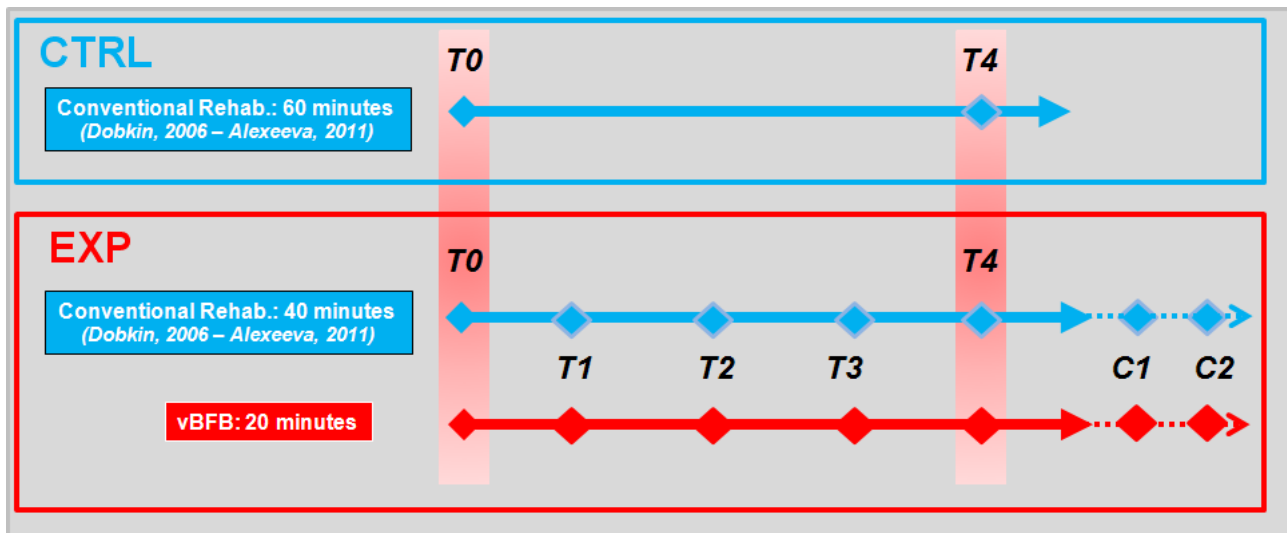 CTRL
T0 T4
Conventional Rehab.: 60 minutes
(Dobkin, 2006 – Alexeeva, 2011)
EXP
T0 T4
Conventional Rehab.: 40 minutes
(Dobkin, 2006 – Alexeeva, 2011)
T1 T2 T3 C1 C2
vBFB: 20 minutes